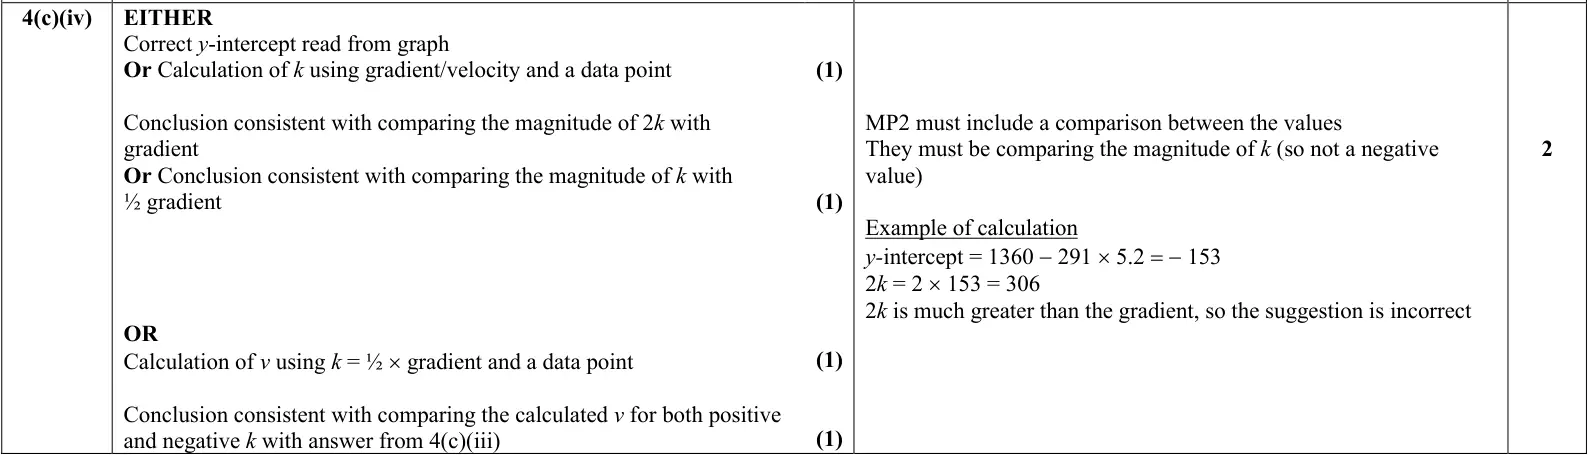 4(c)(iv) EITHER
Correct y-intercept read from graph
Or Calculation of k using gradient/velocity and a data point (1)
Conclusion consistent with comparing the magnitude of 2k with
gradient
Or Conclusion consistent with comparing the magnitude of k with
½ gradient (1)
OR
Calculation of v using k = ½ × gradient and a data point (1)
Conclusion consistent with comparing the calculated v for both positive
and negative k with answer from 4(c)(iii) (1)
MP2 must include a comparison between the values
They must be comparing the magnitude of k (so not a negative
value)
Example of calculation
y-intercept = 1360 − 291 × 5.2 = − 153
2k = 2 × 153 = 306
2k is much greater than the gradient, so the suggestion is incorrect
2